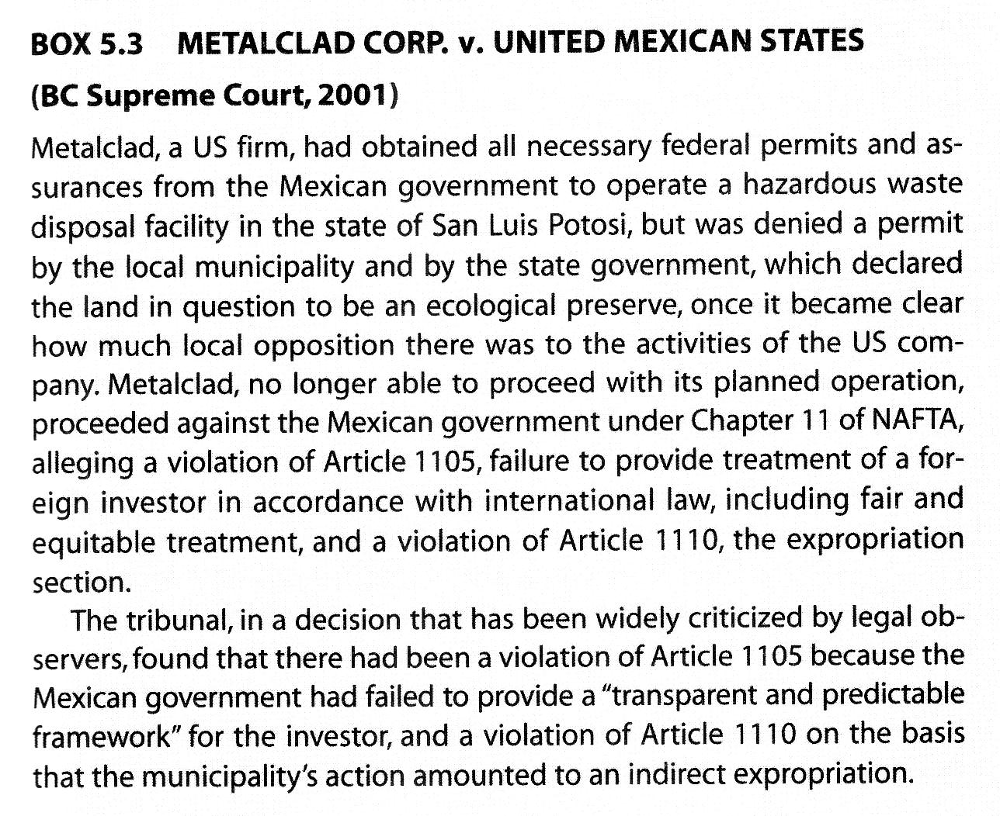 BOX 5.3 METALCLAD CORP. v. UNITED MEXICAN STATES
(BC Supreme Court, 2001)
Metalclad, a US firm, had obtained all necessary federal permits and as-
surances from the Mexican government to operate a hazardous waste
disposal facility in the state of San Luis Potosi, but was denied a permit
by the local municipality and by the state government, which declared
the land in question to be an ecological preserve, once it became clear
how much local opposition there was to the activities of the US com-
pany. Metalclad, no longer able to proceed with its planned operation,
proceeded against the Mexican government under Chapter 11 of NAFTA,
alleging a violation of Article 1105, failure to provide treatment of a for-
eign investor in accordance with international law, including fair and
equitable treatment, and a violation of Article 1110, the expropriation
section.
The tribunal, in a decision that has been widely criticized by legal ob-
servers, found that there had been a violation of Article 1105 because the
Mexican government had failed to provide a "transparent and predictable
framework" for the investor, and a violation of Article 1110 on the basis
that the municipality's action amounted to an indirect expropriation.